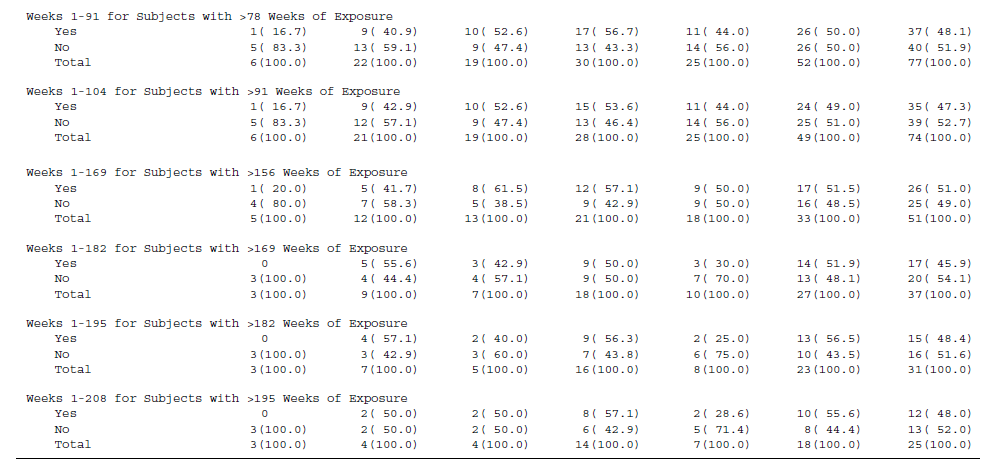 Weeks 1-91 for Subjects with >78 Weeks of Exposure
Yes 1( 16.7) 9( 40.9) 10( 52.6) 17( 56.7) 11( 44.0) 26( 50.0) 37( 48.1)
No 5( 83.3) 13( 59.1) 9( 47.4) 13( 43.3) 14( 56.0) 26( 50.0) 40( 51.9)
Total 6(100.0) 22(100.0) 19(100.0) 30(100.0) 25(100.0) 52(100.0) 77(100.0)
Weeks 1-104 for Subjects with >91 Weeks of Exposure
Yes 1( 16.7) 9( 42.9) 10( 52.6) 15( 53.6) 11( 44.0) 24( 49.0) 35( 47.3)
No 5( 83.3) 12( 57.1) 9( 47.4) 13( 46.4) 14( 56.0) 25( 51.0) 39( 52.7)
Total 6(100.0) 21(100.0) 19(100.0) 28(100.0) 25(100.0) 49(100.0) 74(100.0)
Weeks 1-169 for Subjects with >156 Weeks of Exposure
Yes 1( 20.0) 5( 41.7) 8( 61.5) 12( 57.1) 9( 50.0) 17( 51.5) 26( 51.0)
No 4( 80.0) 7( 58.3) 5( 38.5) 9( 42.9) 9( 50.0) 16( 48.5) 25( 49.0)
Total 5(100.0) 12(100.0) 13(100.0) 21(100.0) 18(100.0) 33(100.0) 51(100.0)
Weeks 1-182 for Subjects with >169 Weeks of Exposure
Yes 0 5( 55.6) 3( 42.9) 9( 50.0) 3( 30.0) 14( 51.9) 17( 45.9)
No 3(100.0) 4( 44.4) 4( 57.1) 9( 50.0) 7( 70.0) 13( 48.1) 20( 54.1)
Total 3(100.0) 9(100.0) 7(100.0) 18(100.0) 10(100.0) 27(100.0) 37(100.0)
Weeks 1-195 for Subjects with >182 Weeks of Exposure
Yes 0 4( 57.1) 2( 40.0) 9( 56.3) 2( 25.0) 13( 56.5) 15( 48.4)
No 3(100.0) 3( 42.9) 3( 60.0) 7( 43.8) 6( 75.0) 10( 43.5) 16( 51.6)
Total 3(100.0) 7(100.0) 5(100.0) 16(100.0) 8(100.0) 23(100.0) 31(100.0)
Weeks 1-208 for Subjects with >195 Weeks of Exposure
Yes 0 2( 50.0) 2( 50.0) 8( 57.1) 2( 28.6) 10( 55.6) 12( 48.0)
No 3(100.0) 2( 50.0) 2( 50.0) 6( 42.9) 5( 71.4) 8( 44.4) 13( 52.0)
Total 3(100.0) 4(100.0) 4(100.0) 14(100.0) 7(100.0) 18(100.0) 25(100.0)